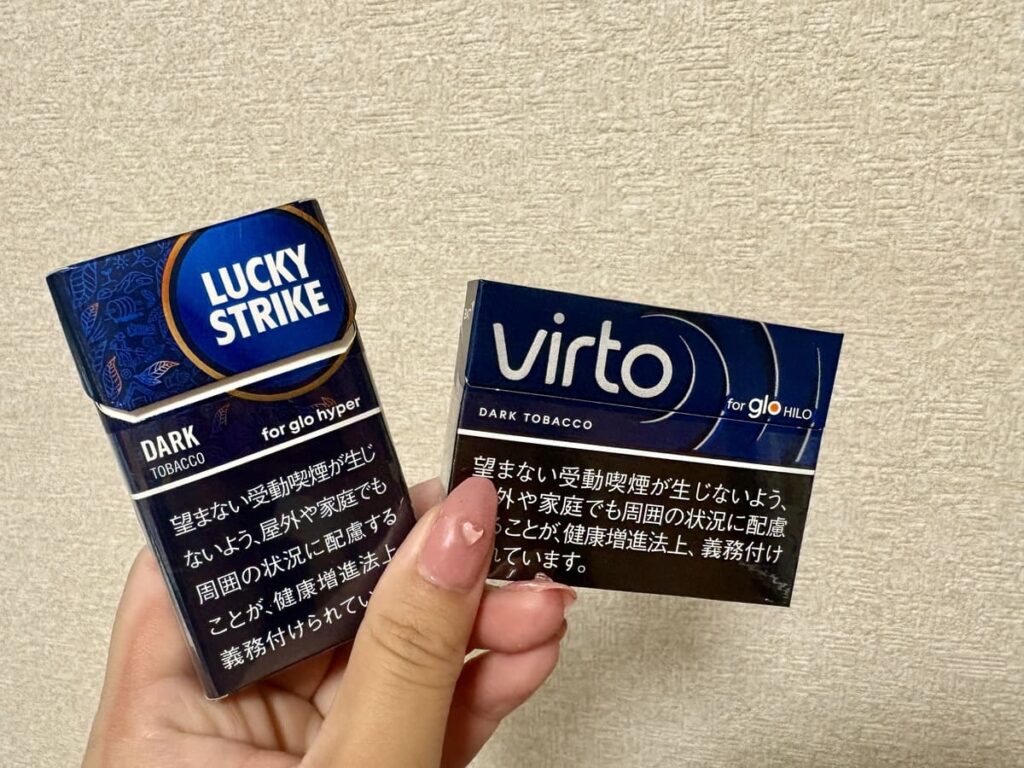 LUCKY
STRIKE
DARK
TOBACCO
for glo hyper
望まない受動喫煙が生じ
ないよう、屋外や家庭でも
周囲の状況に配慮する
ことが、健康増進法上
義務付けられてい
virto
for glo HILO
DARK TOBACCO
望まない受動喫煙が生じないよう、
外や家庭でも周囲の状況に配慮
ことが、健康増進法上、義務付け
ています。